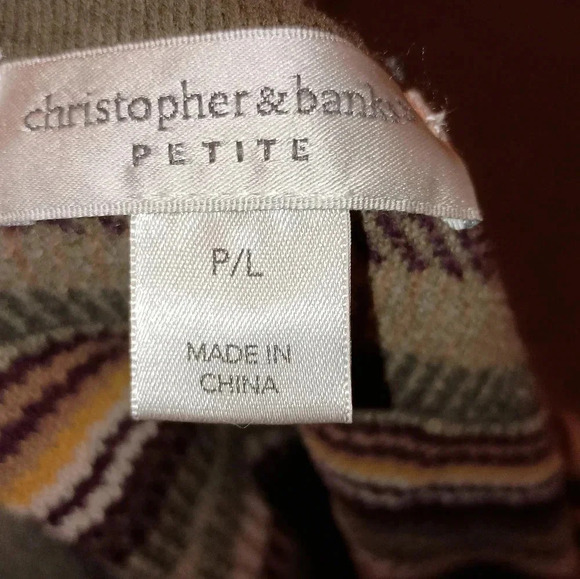 christopher & banks
PETITE
P/L
MADE IN
CHINA